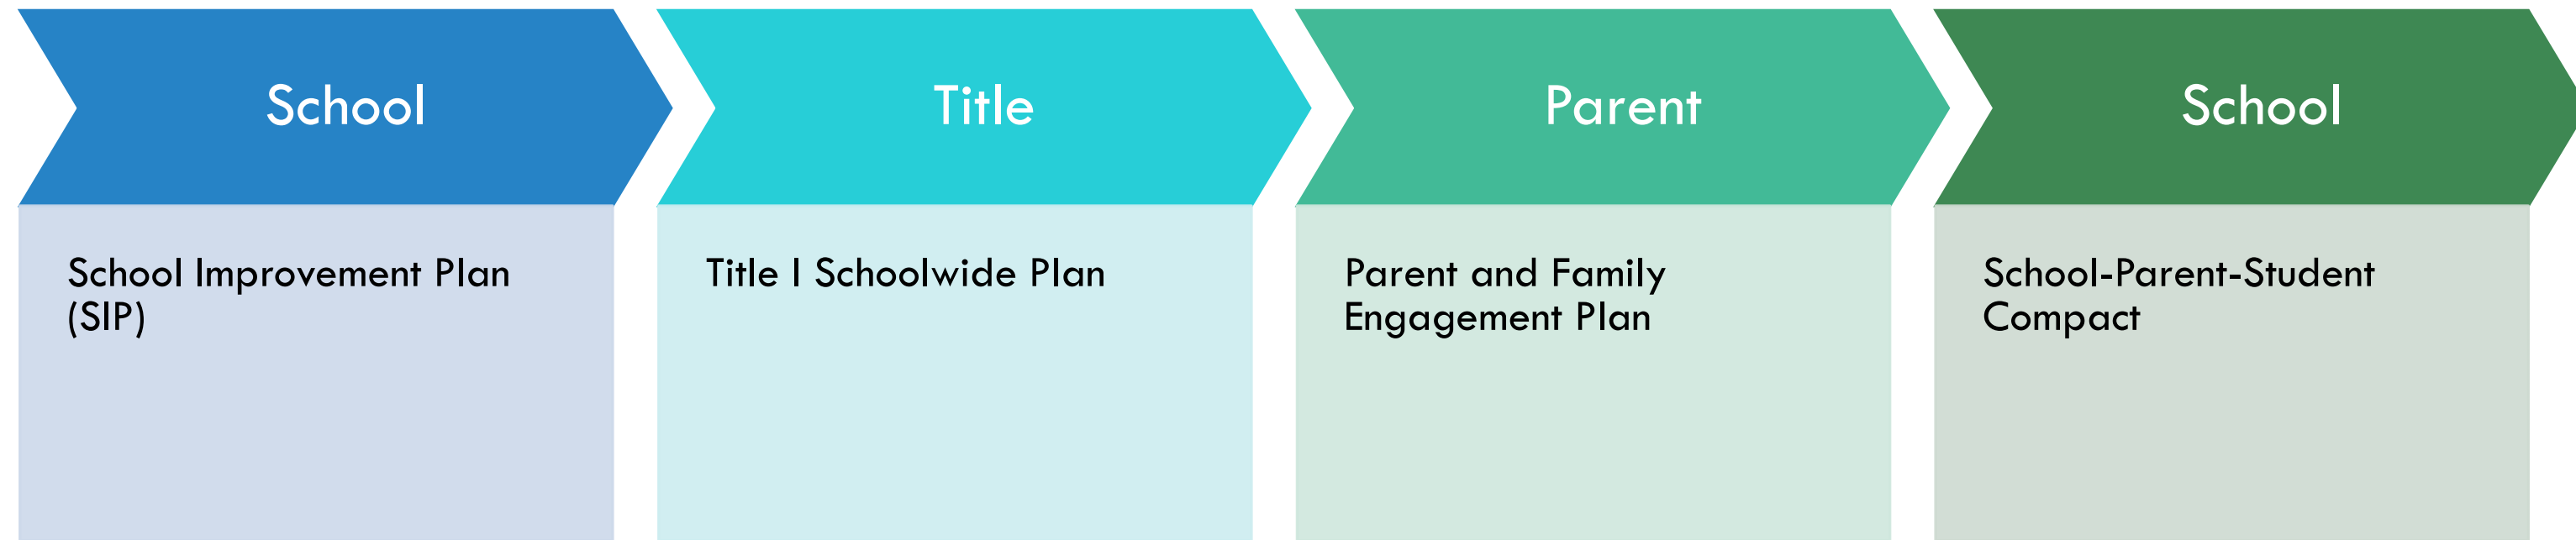 School
Title
Parent
School
School Improvement Plan
(SIP)
Title I Schoolwide Plan
Parent and Family
Engagement Plan
School-Parent-Student
Compact